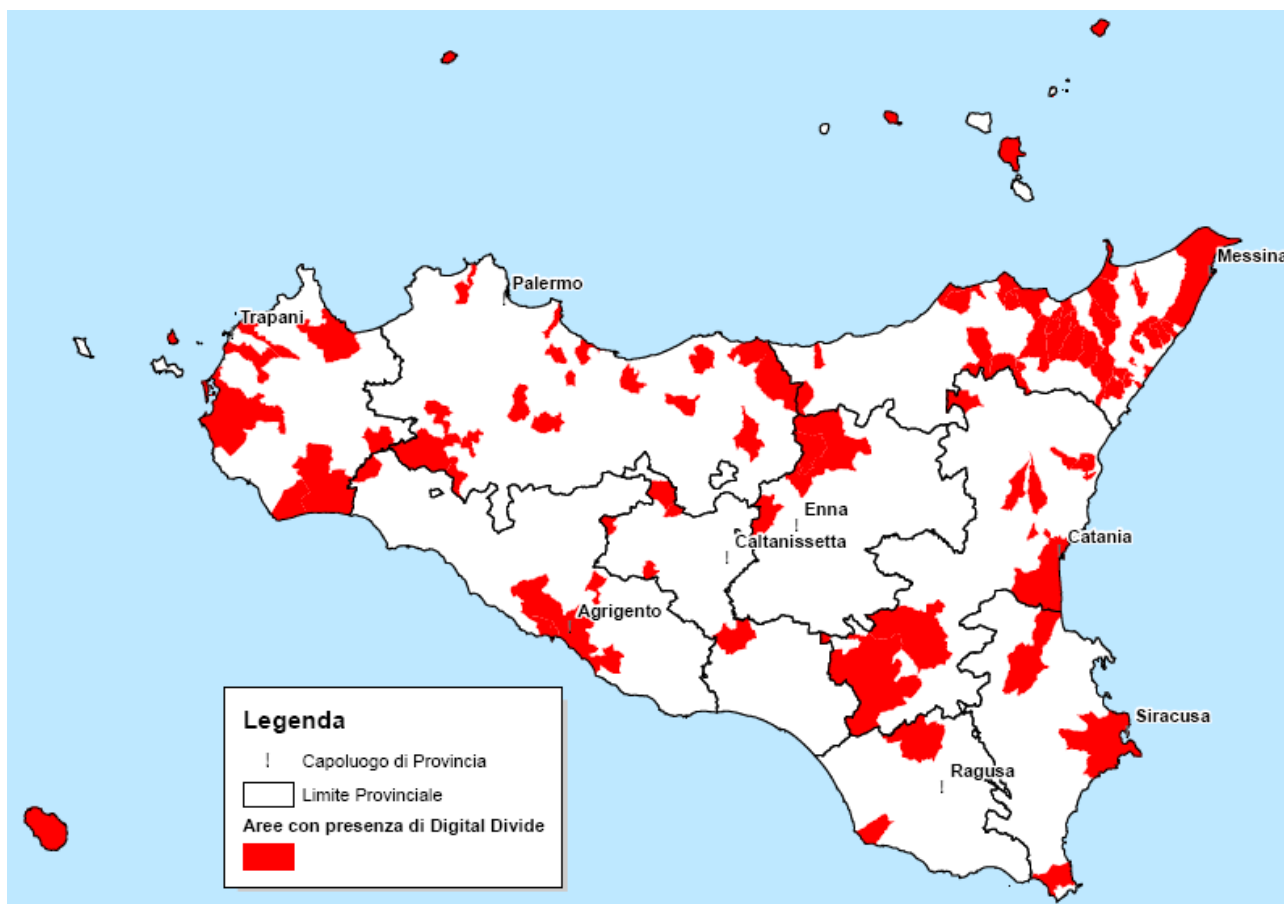 Messina
Palermo
Trapani
Enna
Caltanissetta
Catania
Agrigento
Siracusa
Ragusa
Legenda
Capoluogo di Provincia
Limite Provinciale
Aree con presenza di Digital Divide